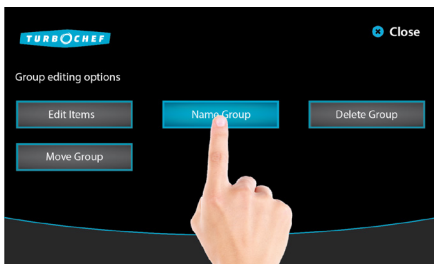 TURBOCHEF
Close
Group editing options
Edit Items
Name Group
Delete Group
Move Group